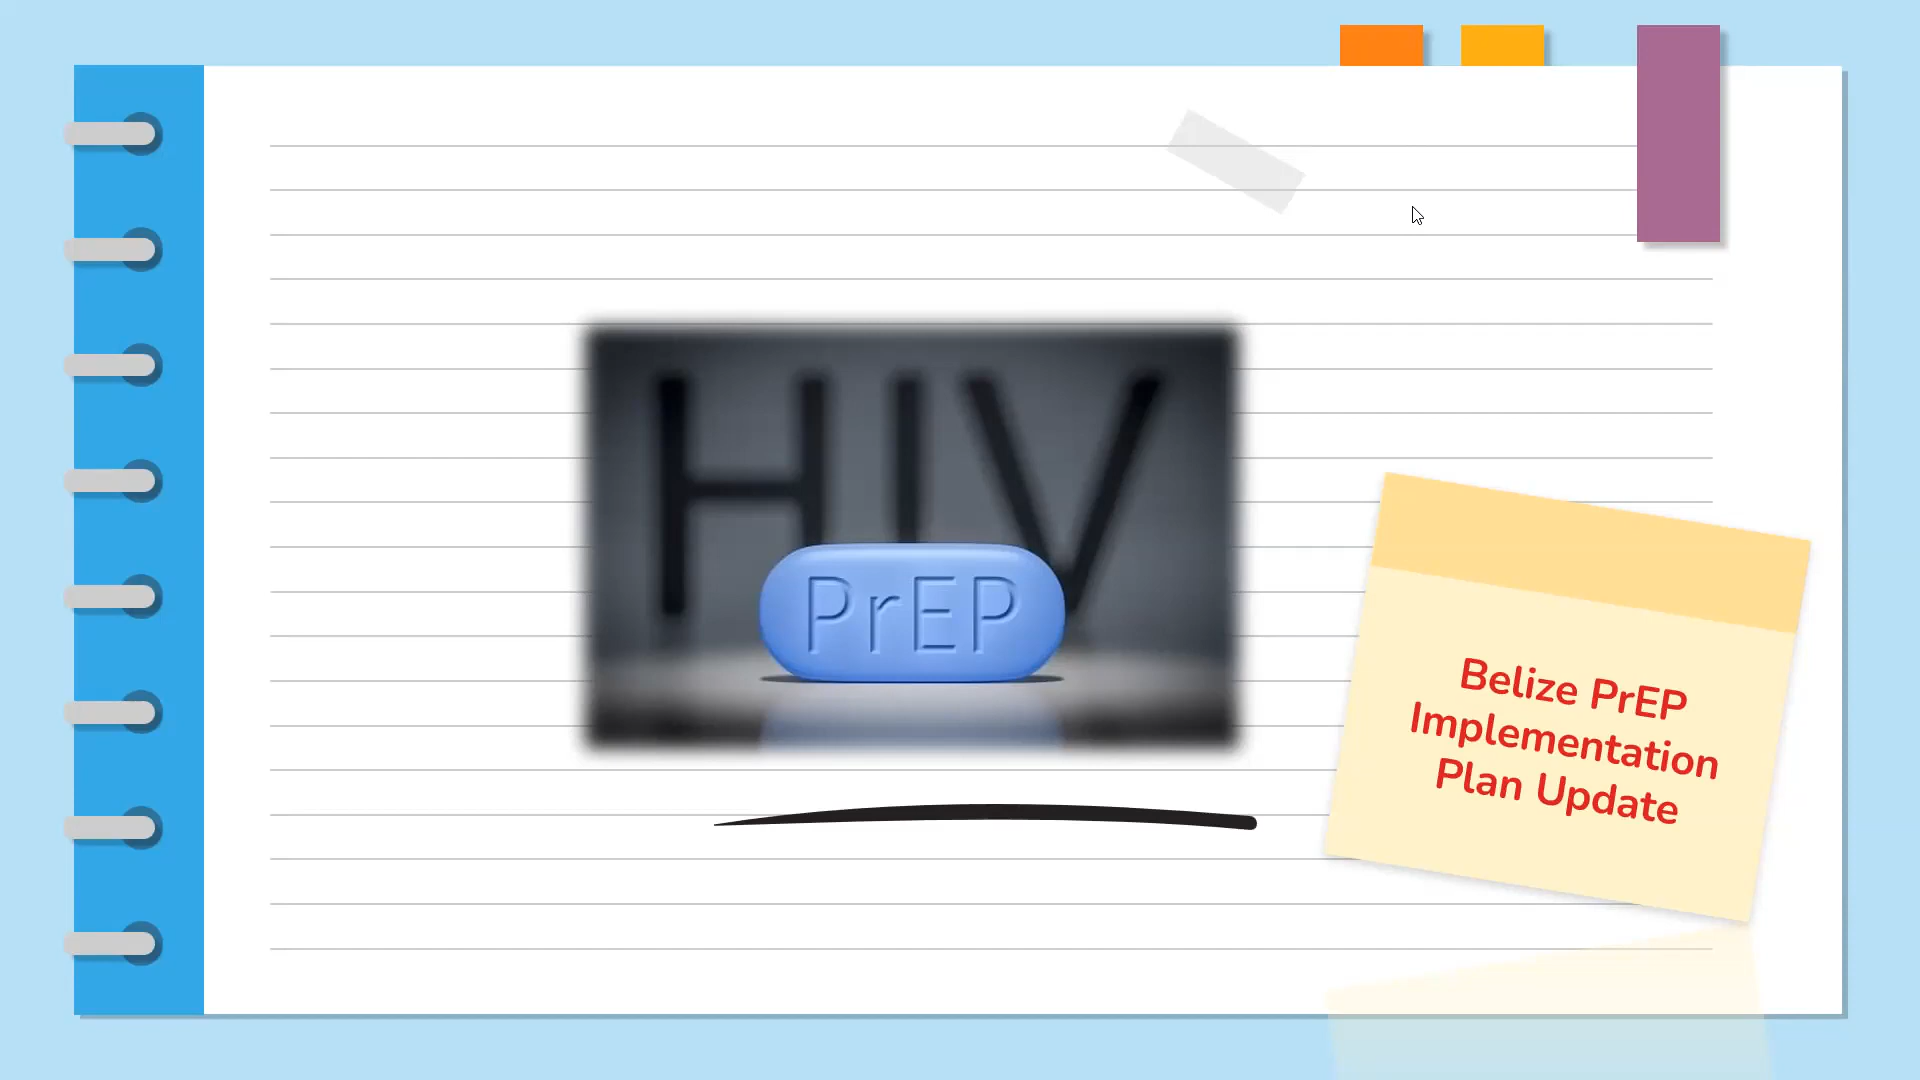 HIV
PrEP
Belize PrEP
Implementation
Plan Update